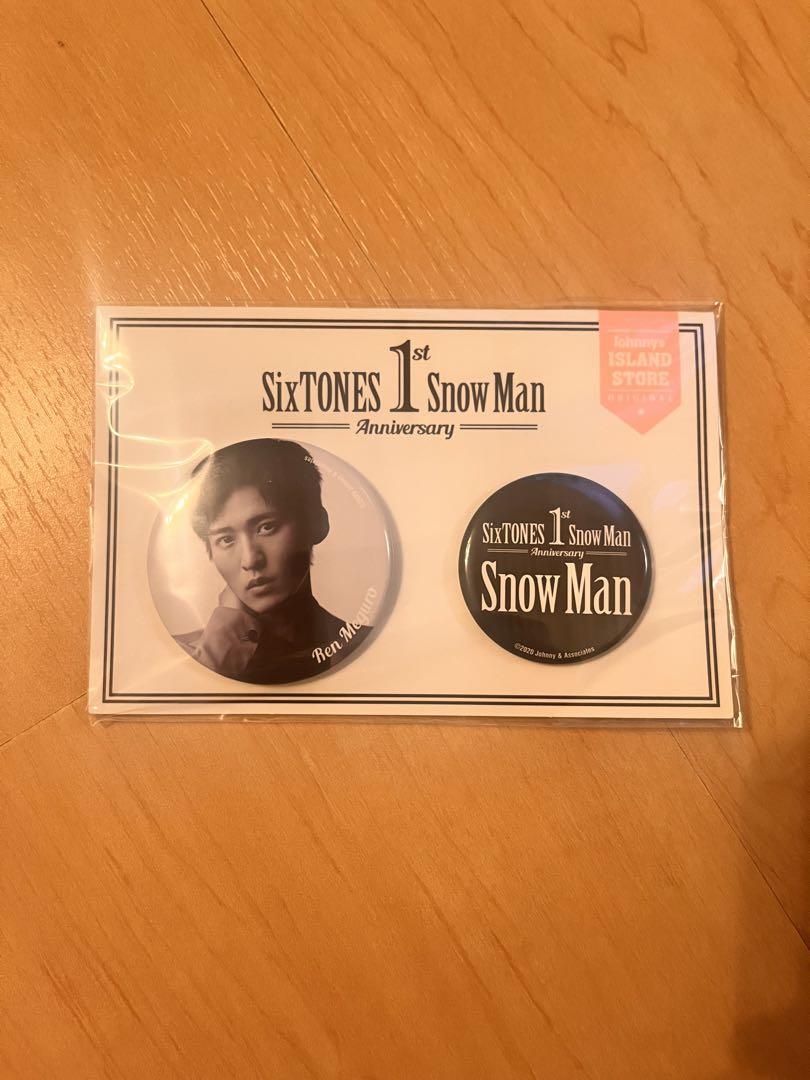 SixTONES 1st Snow Man
Anniversary
Johnnys'
ISLAND
STORE
ORIGINAL
Ren Meguro
SixTONES 1st Snow Man
Anniversary
Snow Man
©2020 Johnny & Associates